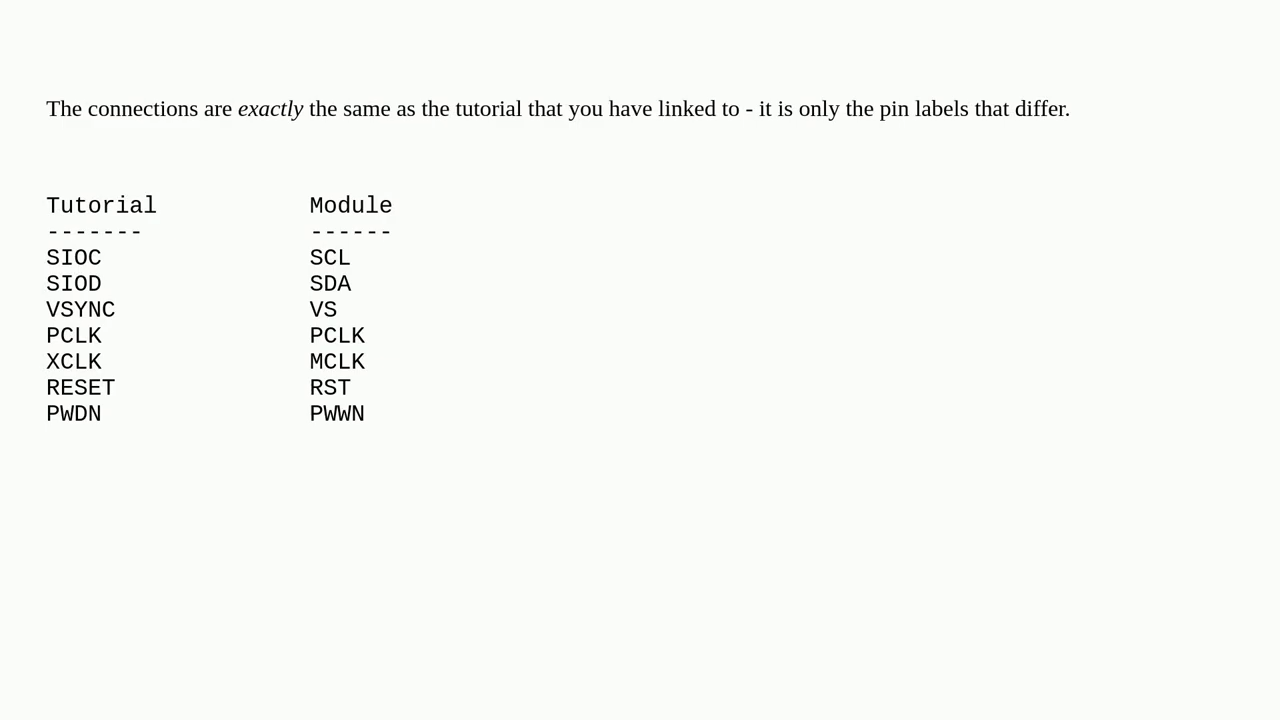 The connections are exactly the same as the tutorial that you have linked to - it is only the pin labels that differ.
Tutorial           Module
-------            ------
SIOC               SCL
SIOD               SDA
VSYNC              VS
PCLK               PCLK
XCLK               MCLK
RESET              RST
PWDN               PWWN